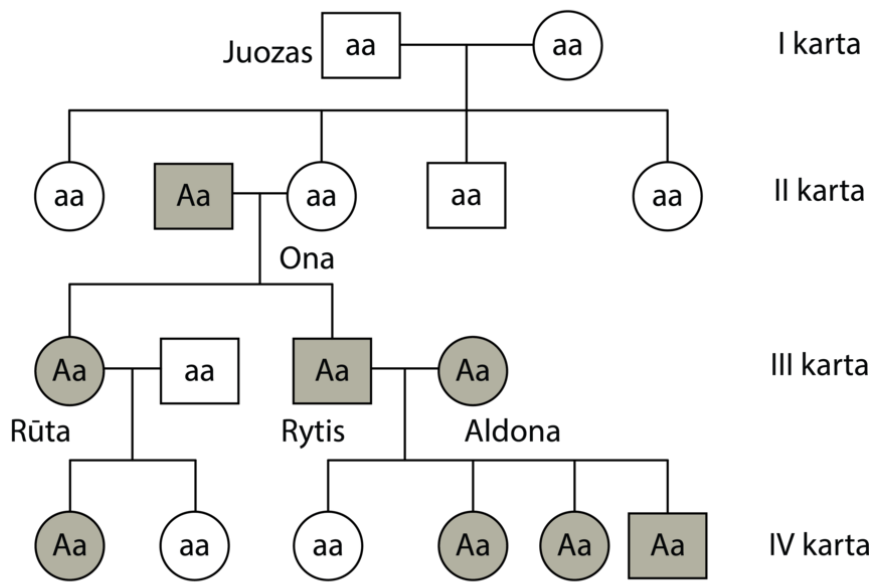 Juozas aa aa I karta
aa Aa aa aa aa II karta
Ona
Aa aa Aa Aa III karta
Rūta Rytis Aldona
Aa aa aa Aa Aa Aa IV karta